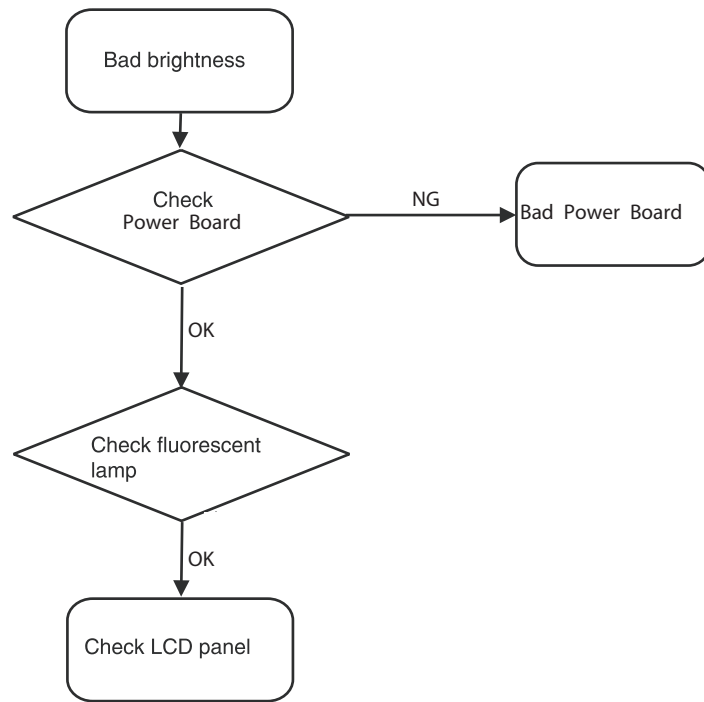 Bad brightness
Check
Power Board
NG
Bad Power Board
OK
Check fluorescent
lamp
OK
Check LCD panel